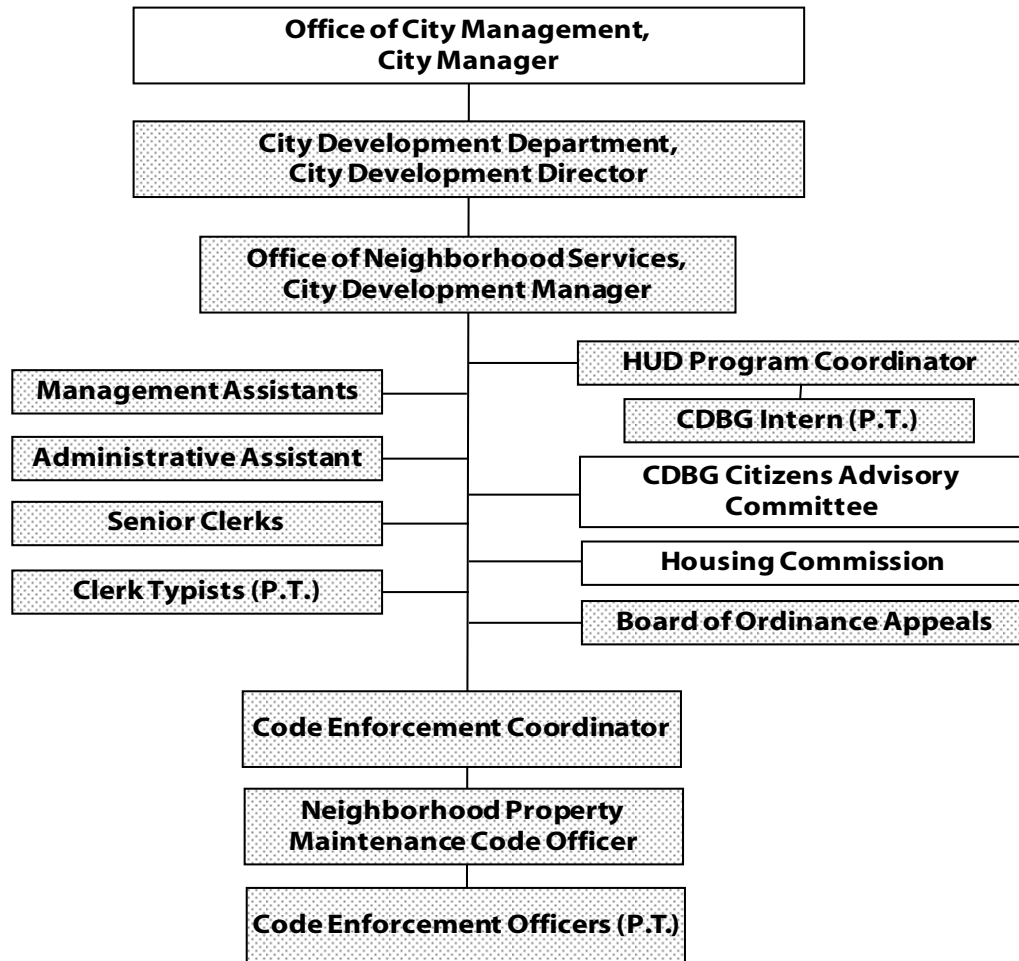 Office of City Management,
City Manager
City Development Department,
City Development Director
Office of Neighborhood Services,
City Development Manager
HUD Program Coordinator
Management Assistants
CDBG Intern (P.T.)
Administrative Assistant
CDBG Citizens Advisory
Committee
Senior Clerks
Housing Commission
Clerk Typists (P.T.)
Board of Ordinance Appeals
Code Enforcement Coordinator
Neighborhood Property
Maintenance Code Officer
Code Enforcement Officers (P.T.)